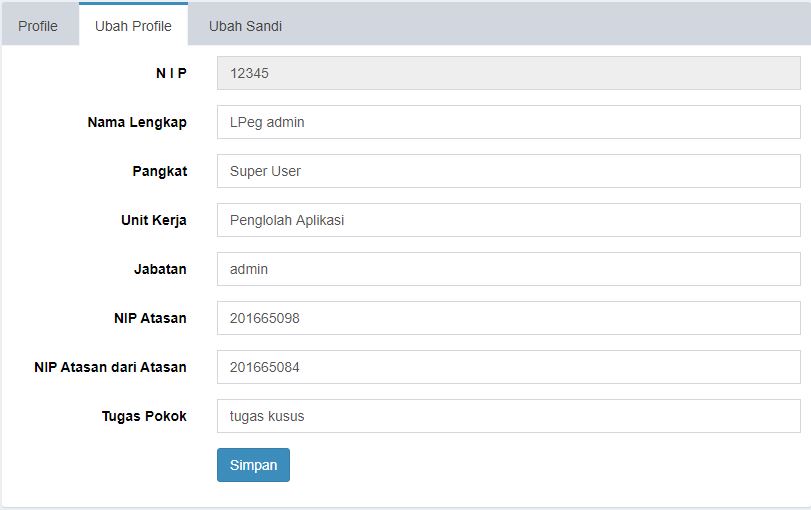 Profile Ubah Profile Ubah Sandi
N I P 12345
Nama Lengkap LPeg admin
Pangkat Super User
Unit Kerja Penglolah Aplikasi
Jabatan admin
NIP Atasan 201665098
NIP Atasan dari Atasan 201665084
Tugas Pokok tugas kusus
Simpan